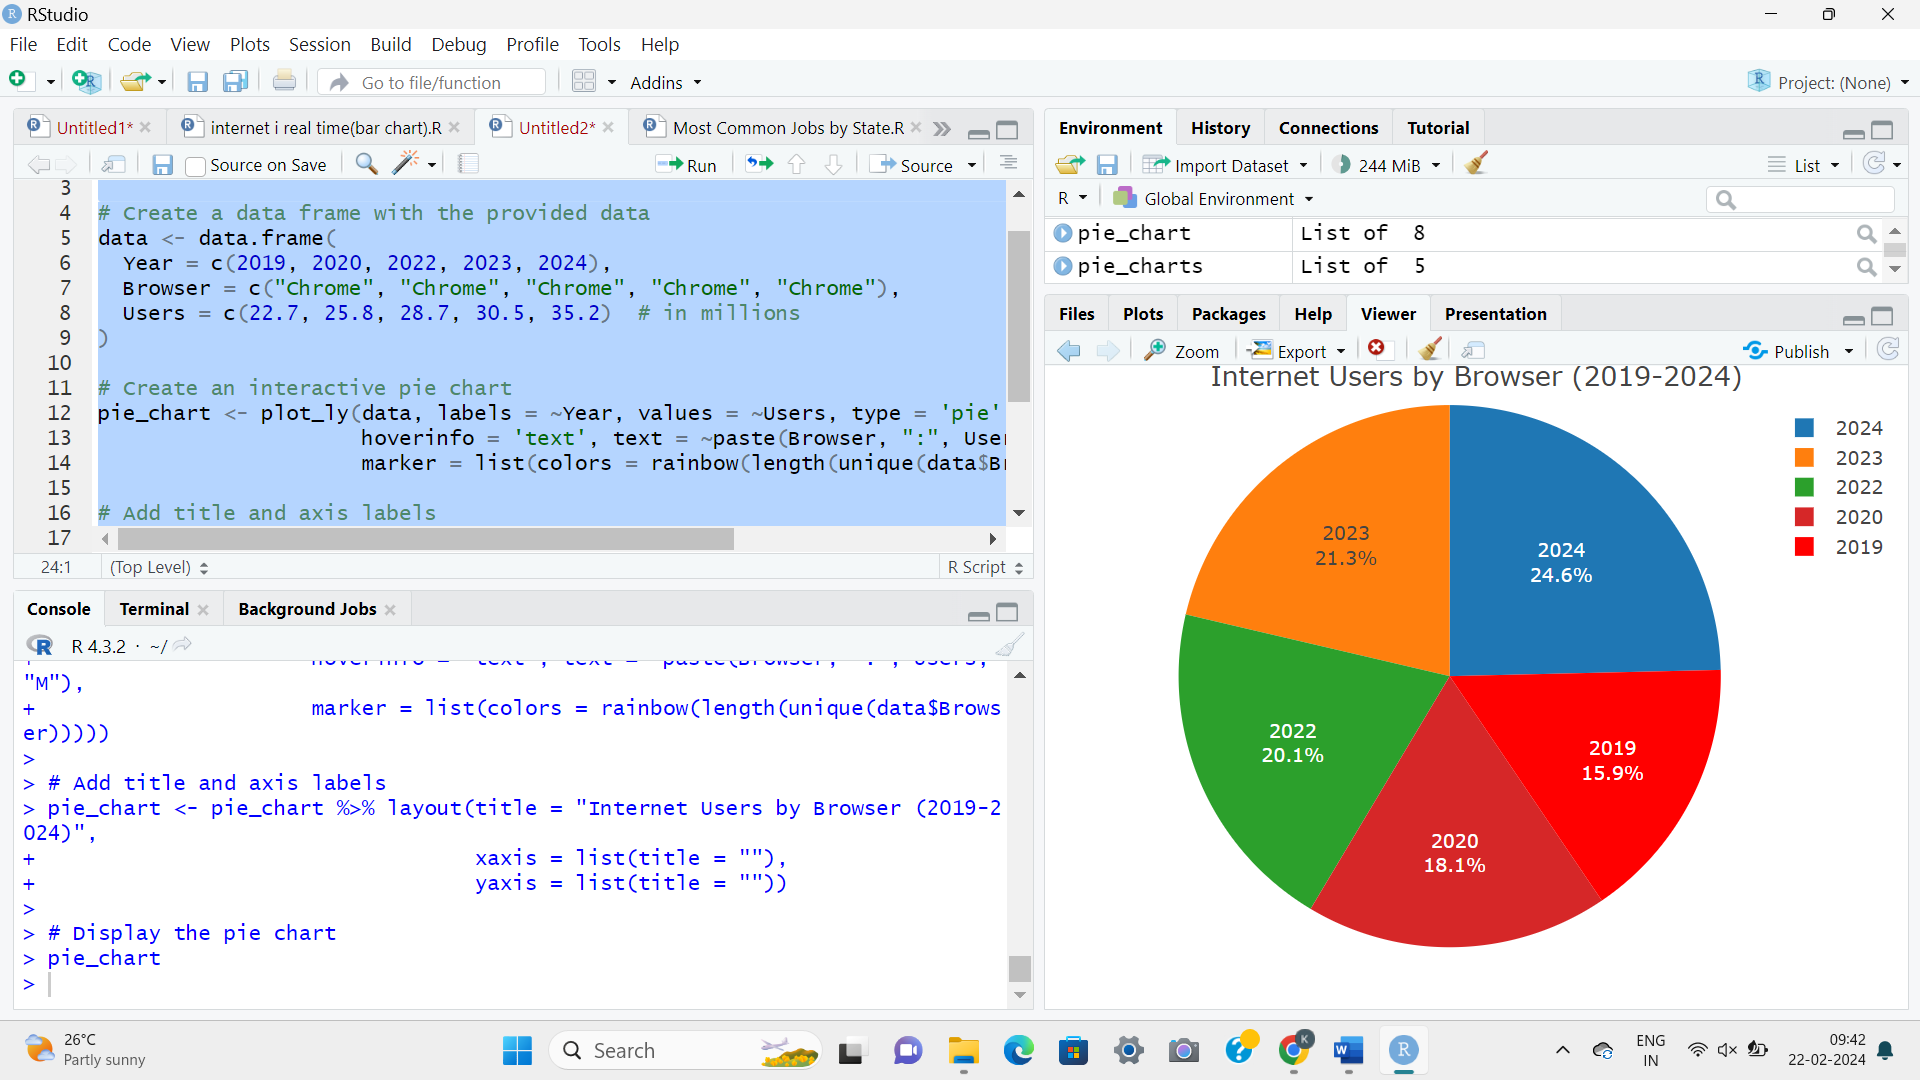 RStudio
File Edit Code View Plots Session Build Debug Profile Tools Help
Go to file/function
Addins
Project: (None)
Untitled1*
internet i real time(bar chart).R
Untitled2*
Most Common Jobs by State.R
Source on Save
Run
Source
3
4 # Create a data frame with the provided data
5 data <- data.frame(
6 Year = c(2019, 2020, 2022, 2023, 2024),
7 Browser = c("Chrome", "Chrome", "Chrome", "Chrome", "Chrome"),
8 Users = c(22.7, 25.8, 28.7, 30.5, 35.2) # in millions
9 )
10
11 # Create an interactive pie chart
12 pie_chart <- plot_ly(data, labels = ~Year, values = ~Users, type = 'pie'
13 hoverinfo = 'text', text = ~paste(Browser, ":", User
14 marker = list(colors = rainbow(length(unique(data$Br
15
16 # Add title and axis labels
17
24:1
(Top Level)
R Script
Console Terminal Background Jobs
R 4.3.2 · ~/
"M"),
+ marker = list(colors = rainbow(length(unique(data$Brows
er)))))
>
> # Add title and axis labels
> pie_chart <- pie_chart %>% layout(title = "Internet Users by Browser (2019-2
024)",
+ xaxis = list(title = ""),
+ yaxis = list(title = ""))
>
> # Display the pie chart
> pie_chart
>
Environment History Connections Tutorial
Import Dataset
244 MiB
List
R
Global Environment
pie_chart List of 8
pie_charts List of 5
Files Plots Packages Help Viewer Presentation
Zoom
Export
Publish
Internet Users by Browser (2019-2024)
2024
2023
2022
2020
2019
2023
21.3%
2024
24.6%
2022
20.1%
2019
15.9%
2020
18.1%
26°C
Partly sunny
Search
K
ENG
IN
09:42
22-02-2024